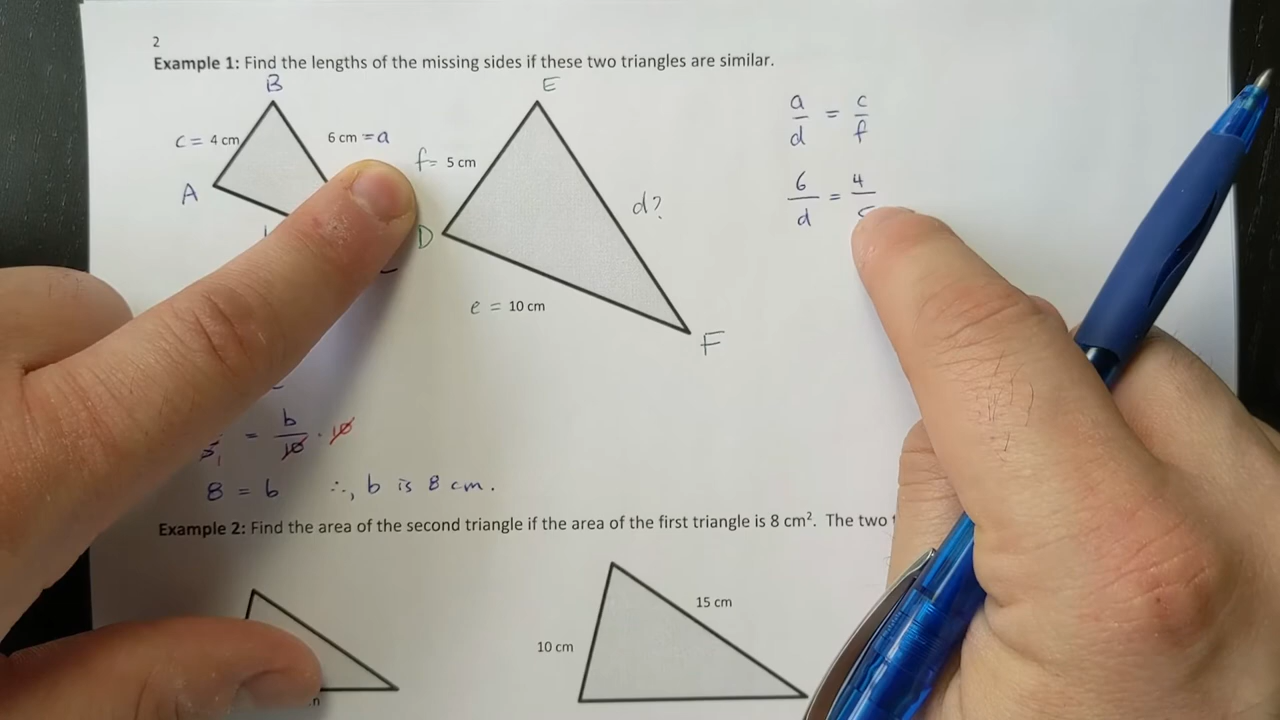 2
Example 1: Find the lengths of the missing sides if these two triangles are similar.
B
E
c = 4 cm
6 cm = a
A
f = 5 cm
D
d?
e = 10 cm
F
a/d = c/f
6/d = 4/
= b/10 · 10
8 = b ∴, b is 8 cm.
Example 2: Find the area of the second triangle if the area of the first triangle is 8 cm². The two
15 cm
10 cm